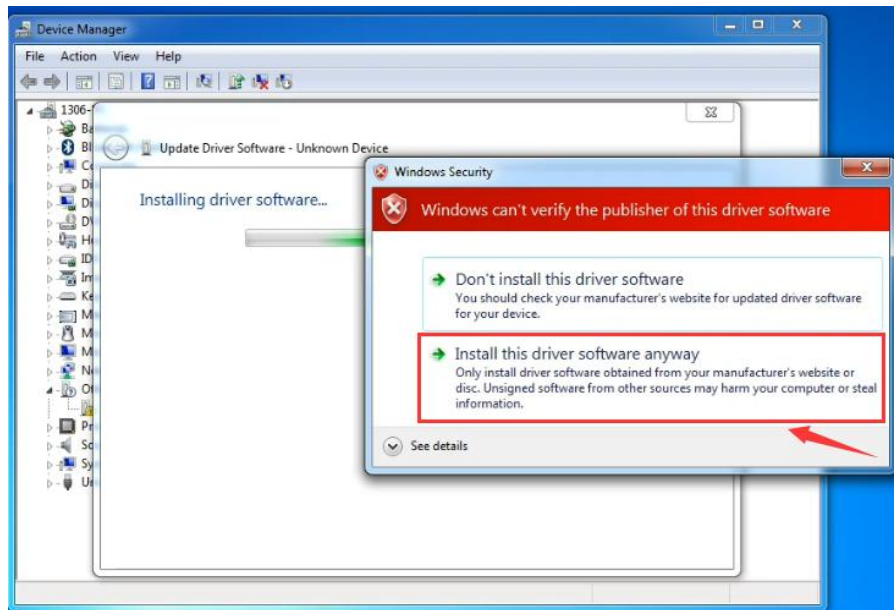 Device Manager
File Action View Help
1306-
Update Driver Software - Unknown Device
Installing driver software...
Windows Security
Windows can't verify the publisher of this driver software
Don't install this driver software
You should check your manufacturer's website for updated driver software
for your device.
Install this driver software anyway
Only install driver software obtained from your manufacturer's website or
disc. Unsigned software from other sources may harm your computer or steal
information.
See details